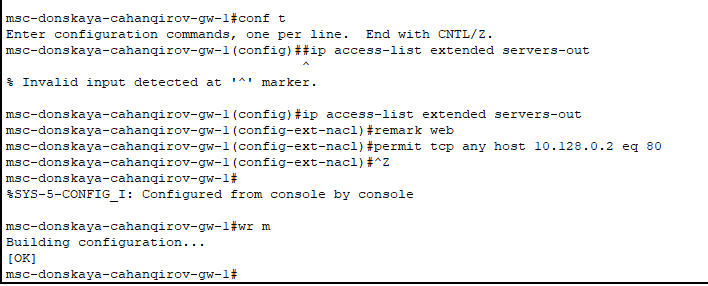 msc-donskaya-cahanqirov-gw-1#conf t
Enter configuration commands, one per line.  End with CNTL/Z.
msc-donskaya-cahanqirov-gw-1(config)##ip access-list extended servers-out
^
% Invalid input detected at '^' marker.
msc-donskaya-cahanqirov-gw-1(config)#ip access-list extended servers-out
msc-donskaya-cahanqirov-gw-1(config-ext-nacl)#remark web
msc-donskaya-cahanqirov-gw-1(config-ext-nacl)#permit tcp any host 10.128.0.2 eq 80
msc-donskaya-cahanqirov-gw-1(config-ext-nacl)#^Z
msc-donskaya-cahanqirov-gw-1#
%SYS-5-CONFIG_I: Configured from console by console
msc-donskaya-cahanqirov-gw-1#wr m
Building configuration...
[OK]
msc-donskaya-cahanqirov-gw-1#